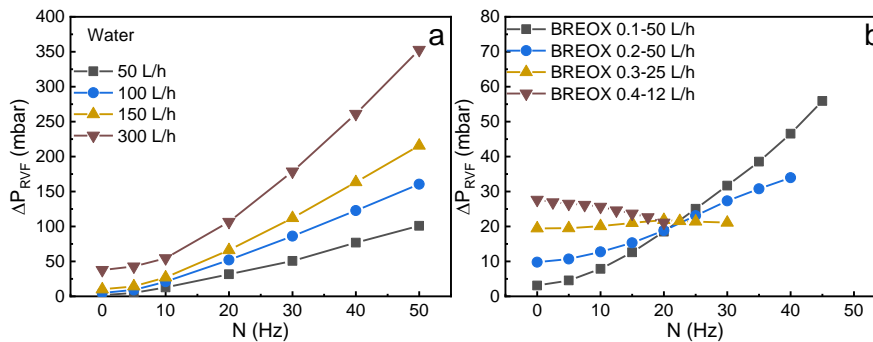 a
Water
50 L/h
100 L/h
150 L/h
300 L/h
400
350
300
250
200
150
100
50
0
ΔP_RVF (mbar)
0 10 20 30 40 50
N (Hz)
b
BREOX 0.1-50 L/h
BREOX 0.2-50 L/h
BREOX 0.3-25 L/h
BREOX 0.4-12 L/h
80
70
60
50
40
30
20
10
0
ΔP_RVF (mbar)
0 10 20 30 40 50
N (Hz)